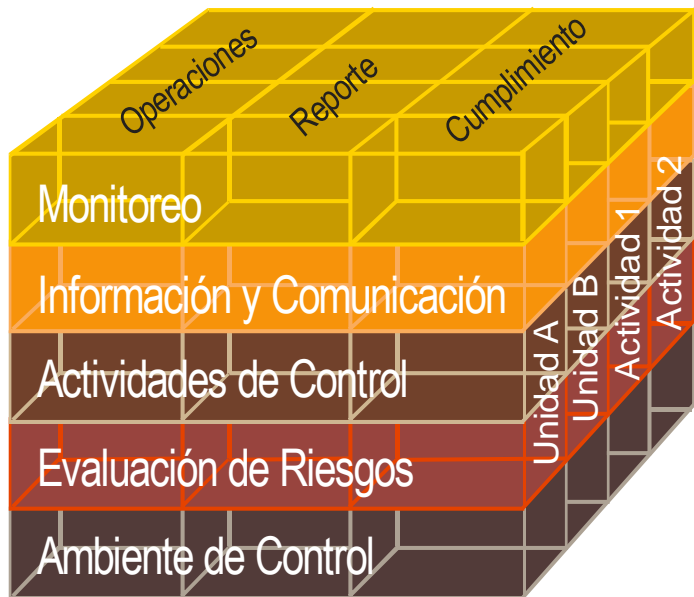 Operaciones
Reporte
Cumplimiento
Monitoreo
Información y Comunicación
Actividades de Control
Evaluación de Riesgos
Ambiente de Control
Unidad A
Unidad B
Actividad 1
Actividad 2